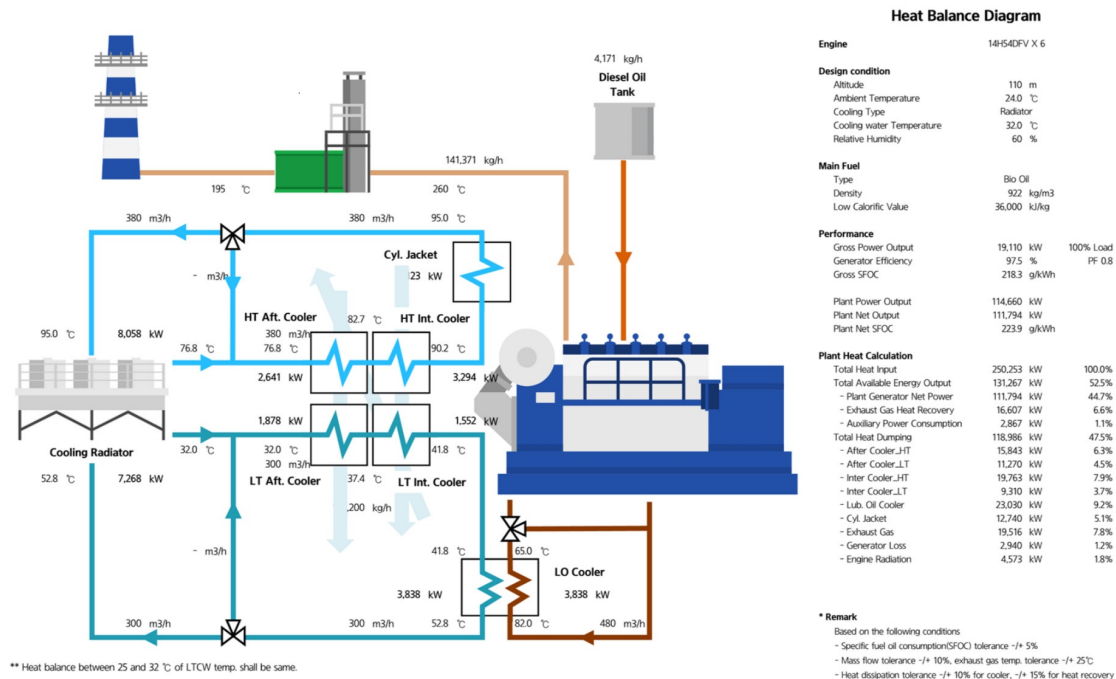 Heat Balance Diagram
Engine 14H54DFV X 6
Design condition
Altitude 110 m
Ambient Temperature 24.0 ℃
Cooling Type Radiator
Cooling water Temperature 32.0 ℃
Relative Humidity 60 %
Main Fuel
Type Bio Oil
Density 922 kg/m3
Low Calorific Value 36,000 kJ/kg
Performance
Gross Power Output 19,110 kW 100% Load
Generator Efficiency 97.5 % PF 0.8
Gross SFOC 218.3 g/kWh
Plant Power Output 114,660 kW
Plant Net Output 111,794 kW
Plant Net SFOC 223.9 g/kWh
Plant Heat Calculation
Total Heat Input 250,253 kW 100.0%
Total Available Energy Output 131,267 kW 52.5%
- Plant Generator Net Power 111,794 kW 44.7%
- Exhaust Gas Heat Recovery 16,607 kW 6.6%
- Auxiliary Power Consumption 2,867 kW 1.1%
Total Heat Dumping 118,986 kW 47.5%
- After Cooler_HT 15,843 kW 6.3%
- After Cooler_LT 11,270 kW 4.5%
- Inter Cooler_HT 19,763 kW 7.9%
- Inter Cooler_LT 9,310 kW 3.7%
- Lub. Oil Cooler 23,030 kW 9.2%
- Cyl. Jacket 12,740 kW 5.1%
- Exhaust Gas 19,516 kW 7.8%
- Generator Loss 2,940 kW 1.2%
- Engine Radiation 4,573 kW 1.8%
* Remark
Based on the following conditions
- Specific fuel oil consumption(SFOC) tolerance -/+ 5%
- Mass flow tolerance -/+ 10%, exhaust gas temp. tolerance -/+ 25℃
- Heat dissipation tolerance -/+ 10% for cooler, -/+ 15% for heat recovery
4,171 kg/h
Diesel Oil
Tank
141,371 kg/h
195 ℃ 260 ℃
380 m3/h 380 m3/h 95.0 ℃
Cyl. Jacket
- m3/h 23 kW
HT Aft. Cooler 82.7 ℃ HT Int. Cooler
95.0 ℃ 8,058 kW 380 m3/h
76.8 ℃ 76.8 ℃ 90.2 ℃
2,641 kW 3,294 kW
1,878 kW 1,552 kW
Cooling Radiator 32.0 ℃ 32.0 ℃ 41.8 ℃
300 m3/h
52.8 ℃ 7,268 kW LT Aft. Cooler 37.4 ℃ LT Int. Cooler
,200 kg/h
- m3/h 41.8 ℃ 65.0 ℃
LO Cooler
3,838 kW 3,838 kW
300 m3/h 300 m3/h 52.8 ℃ 82.0 ℃ 480 m3/h
** Heat balance between 25 and 32 ℃ of LTCW temp. shall be same.